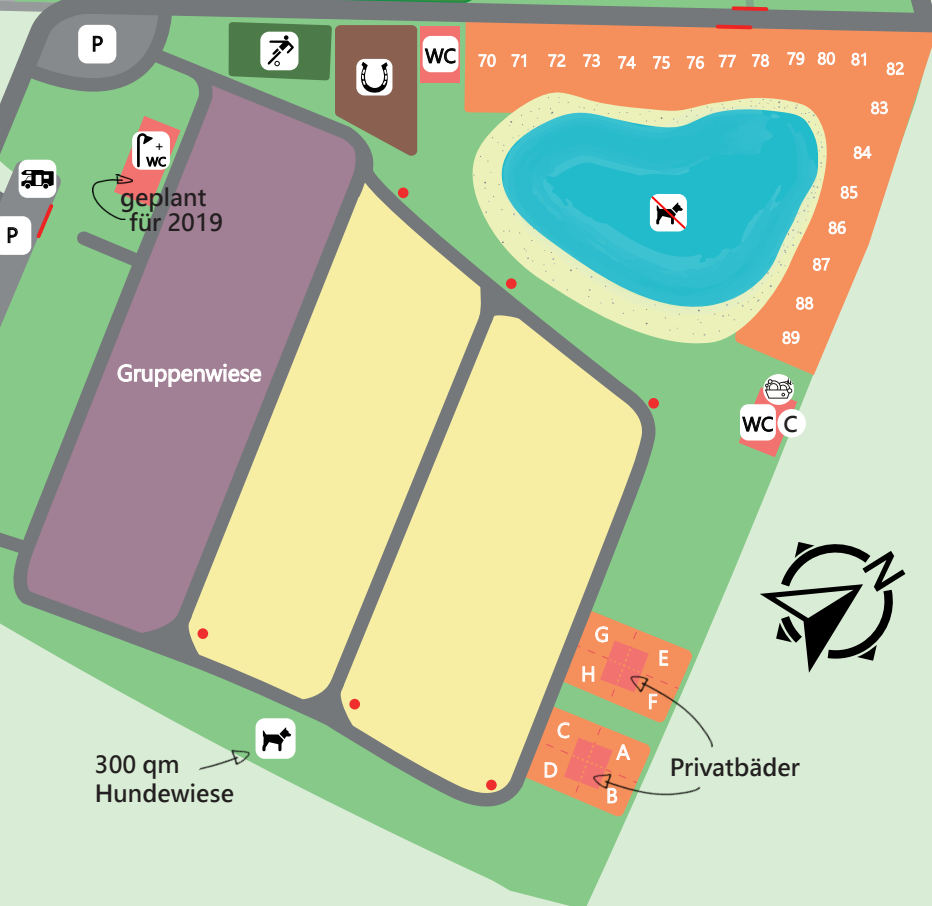 P
WC
70 71 72 73 74 75 76 77 78 79 80 81 82
83
84
85
86
87
88
89
+
WC
geplant
für 2019
P
Gruppenwiese
WC C
N
G E
H F
C A
D B
Privatbäder
300 qm
Hundewiese